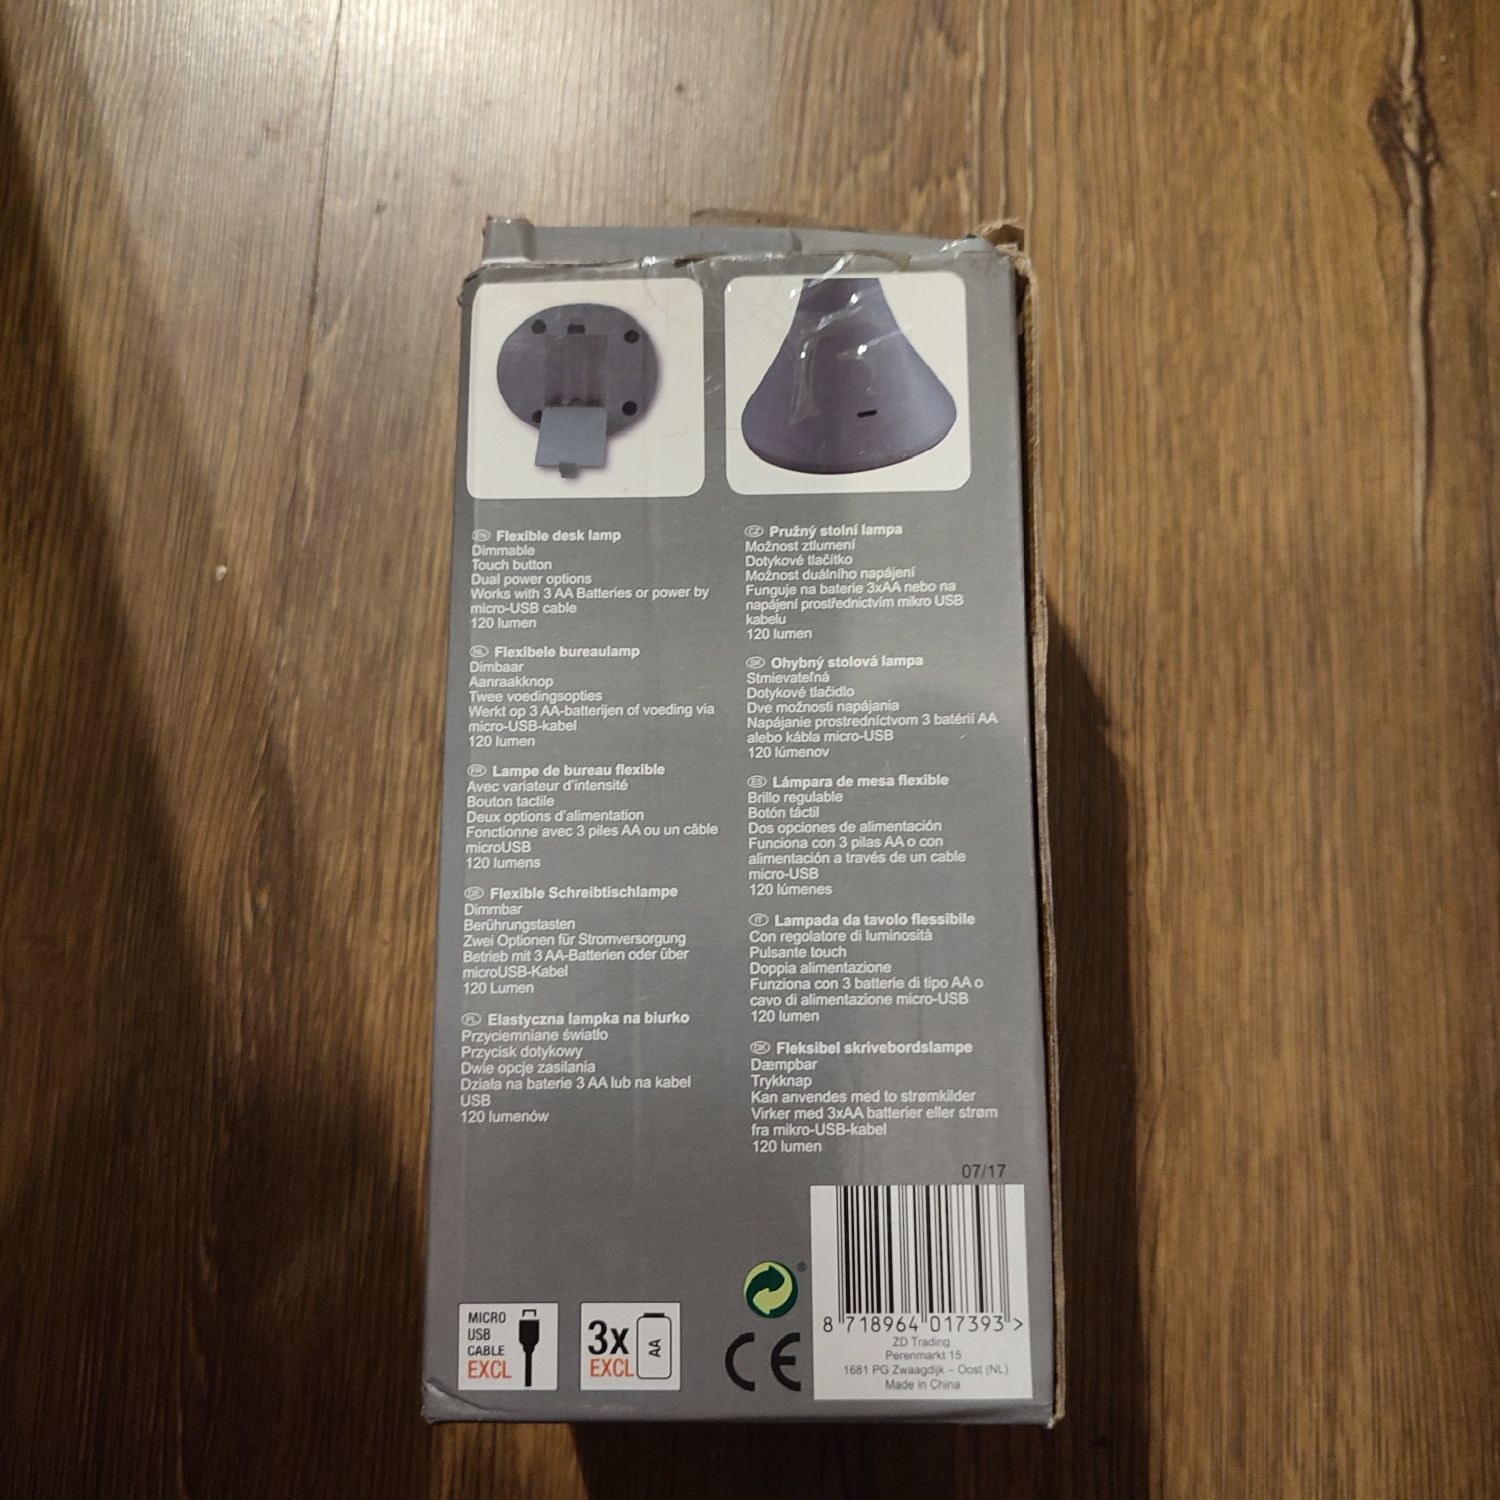 EN Flexible desk lamp
Dimmable
Touch button
Dual power options
Works with 3 AA Batteries or power by
micro-USB cable
120 lumen
NL Flexibele bureaulamp
Dimbaar
Aanraakknop
Twee voedingsopties
Werkt op 3 AA-batterijen of voeding via
micro-USB-kabel
120 lumen
FR Lampe de bureau flexible
Avec variateur d'intensité
Bouton tactile
Deux options d'alimentation
Fonctionne avec 3 piles AA ou un câble
microUSB
120 lumens
DE Flexible Schreibtischlampe
Dimmbar
Berührungstasten
Zwei Optionen für Stromversorgung
Betrieb mit 3 AA-Batterien oder über
microUSB-Kabel
120 Lumen
PL Elastyczna lampka na biurko
Przyciemniane światło
Przycisk dotykowy
Dwie opcje zasilania
Działa na baterie 3 AA lub na kabel
USB
120 lumenów
CZ Pružný stolní lampa
Možnost ztlumení
Dotykové tlačítko
Možnost duálního napájení
Funguje na baterie 3xAA nebo na
napájení prostřednictvím mikro USB
kabelu
120 lumen
SK Ohybný stolová lampa
Stmievateľná
Dotykové tlačidlo
Dve možnosti napájania
Napájanie prostredníctvom 3 batérií AA
alebo kábla micro-USB
120 lúmenov
ES Lámpara de mesa flexible
Brillo regulable
Botón táctil
Dos opciones de alimentación
Funciona con 3 pilas AA o con
alimentación a través de un cable
micro-USB
120 lúmenes
IT Lampada da tavolo flessibile
Con regolatore di luminosità
Pulsante touch
Doppia alimentazione
Funziona con 3 batterie di tipo AA o
cavo di alimentazione micro-USB
120 lumen
DK Fleksibel skrivebordslampe
Dæmpbar
Trykknap
Kan anvendes med to strømkilder
Virker med 3xAA batterier eller strøm
fra mikro-USB-kabel
120 lumen
07/17
MICRO
USB
CABLE
EXCL
3x
EXCL
AA
®
CE
8 718964 017393 >
ZD Trading
Perenmarkt 15
1681 PG Zwaagdijk – Oost (NL)
Made in China